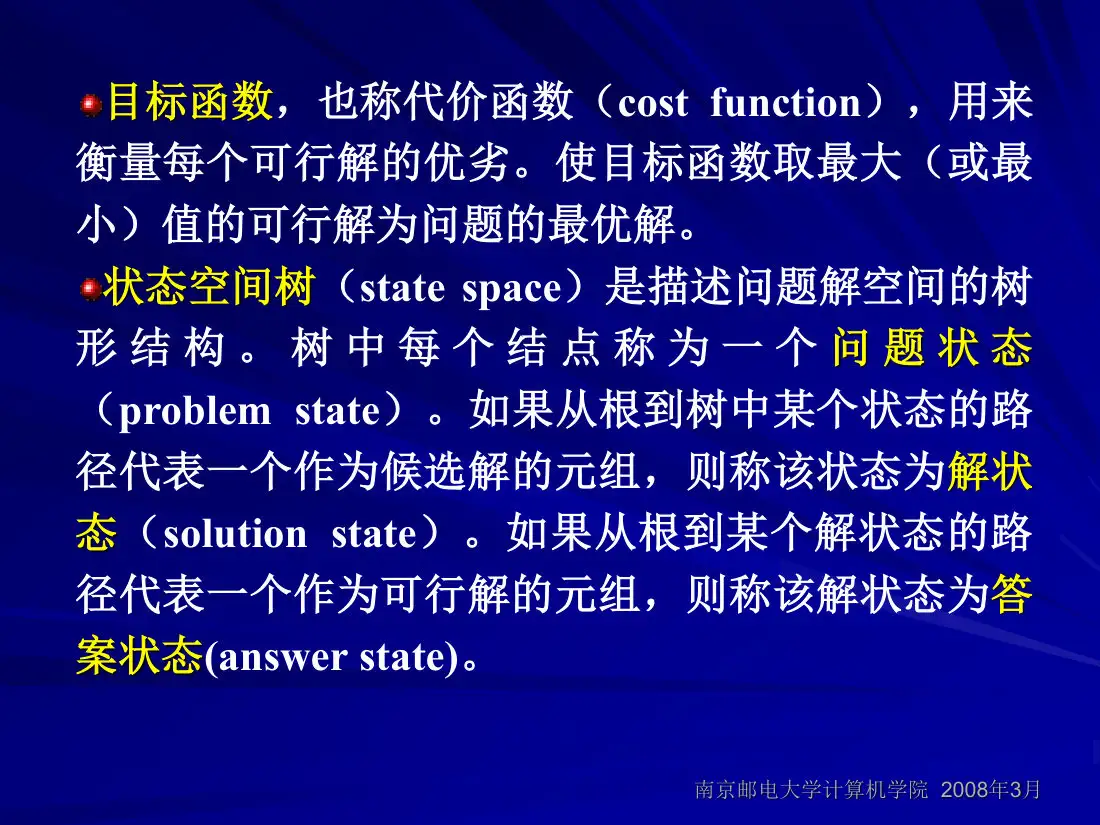 目标函数，也称代价函数（cost function），用来
衡量每个可行解的优劣。使目标函数取最大（或最
小）值的可行解为问题的最优解。
状态空间树（state space）是描述问题解空间的树
形结构。树中每个结点称为一个问题状态
（problem state）。如果从根到树中某个状态的路
径代表一个作为候选解的元组，则称该状态为解状
态（solution state）。如果从根到某个解状态的路
径代表一个作为可行解的元组，则称该解状态为答
案状态(answer state)。
南京邮电大学计算机学院 2008年3月